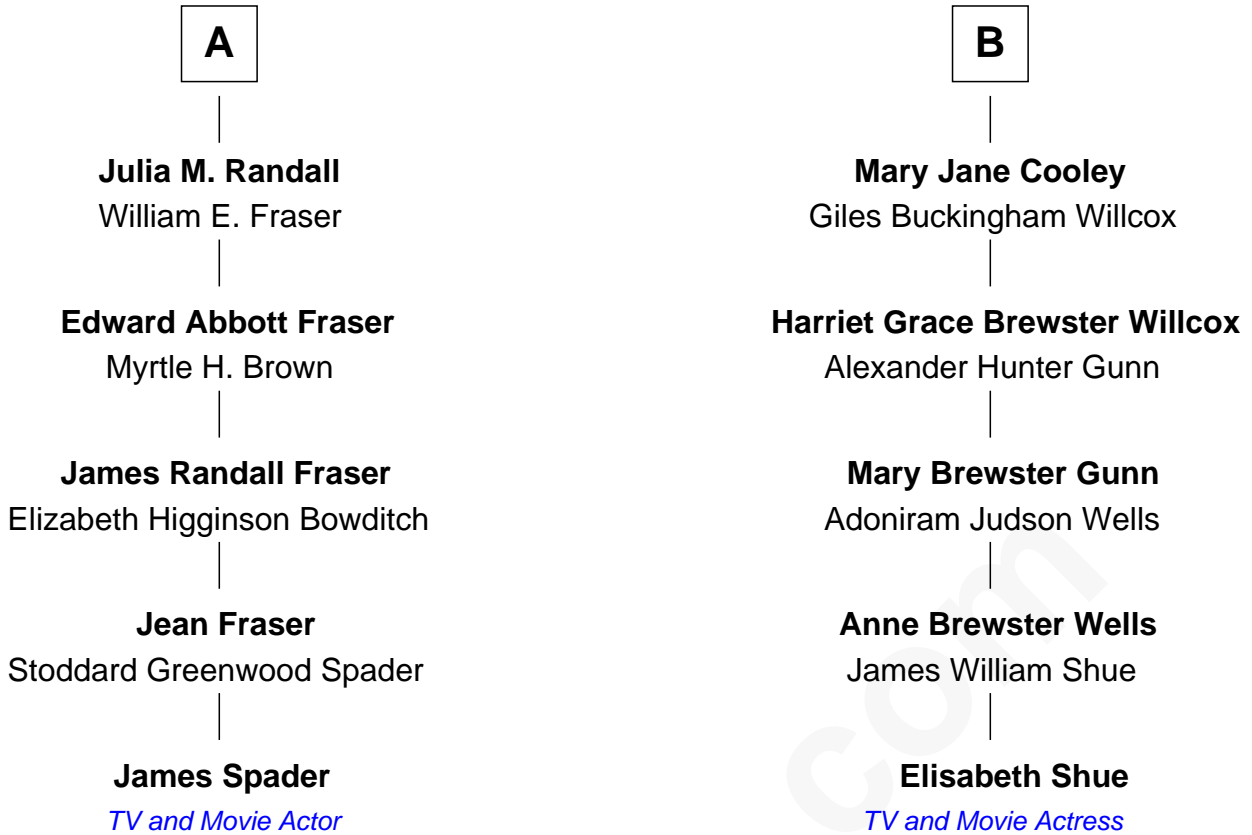 A
Julia M. Randall
William E. Fraser
Edward Abbott Fraser
Myrtle H. Brown
James Randall Fraser
Elizabeth Higginson Bowditch
Jean Fraser
Stoddard Greenwood Spader
James Spader
TV and Movie Actor
B
Mary Jane Cooley
Giles Buckingham Willcox
Harriet Grace Brewster Willcox
Alexander Hunter Gunn
Mary Brewster Gunn
Adoniram Judson Wells
Anne Brewster Wells
James William Shue
Elisabeth Shue
TV and Movie Actress
com